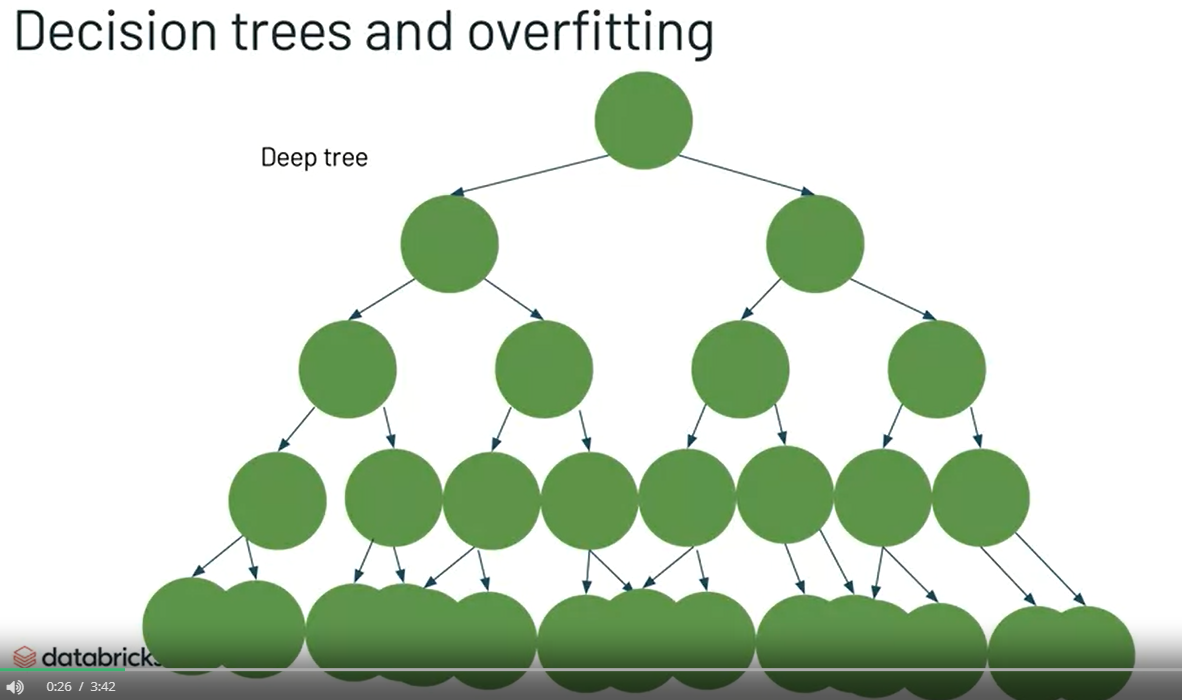 Decision trees and overfitting
Deep tree
databricks
0:26 / 3:42